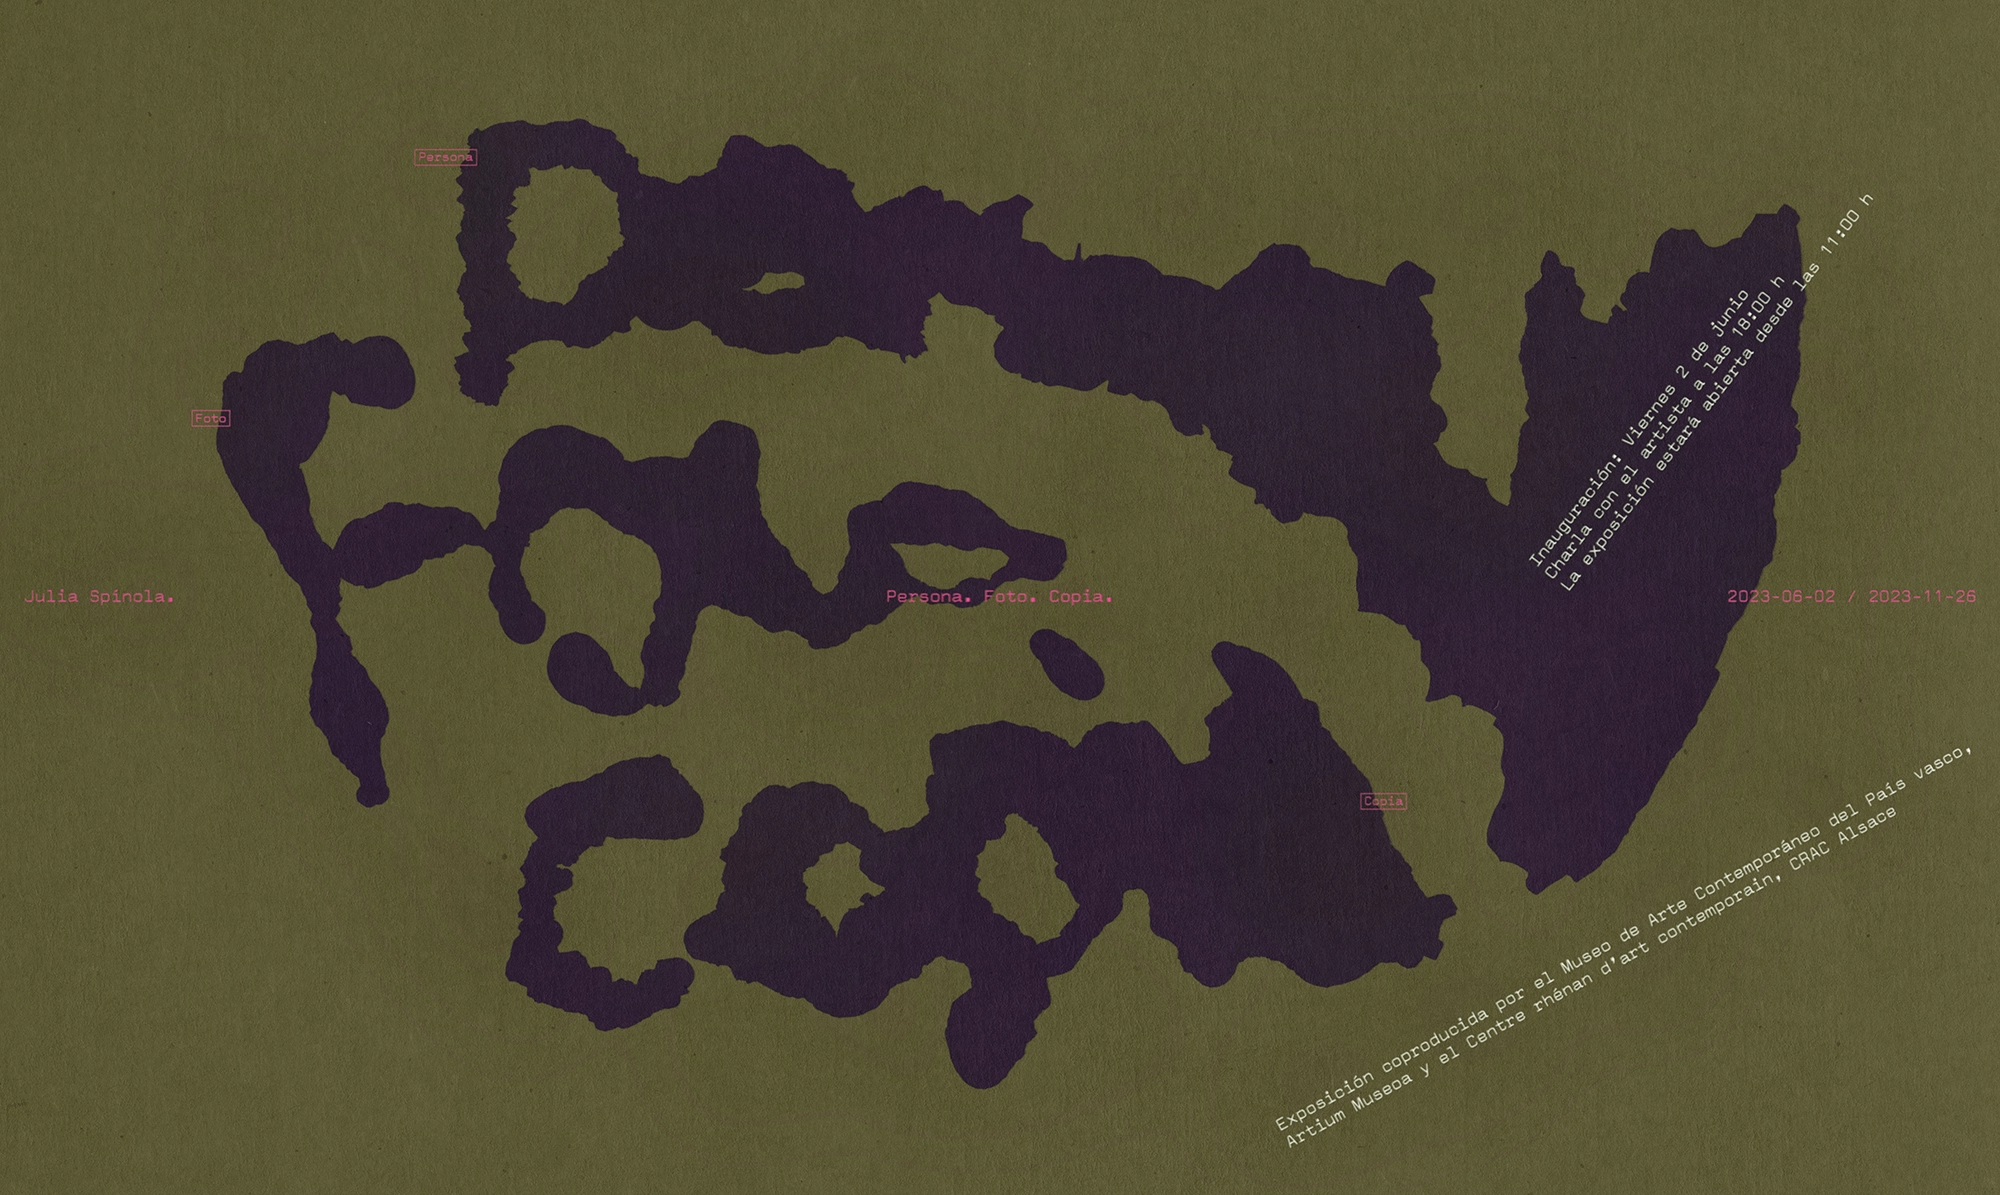 Persona
Foto
Julia Spínola.
Persona. Foto. Copia.
2023-06-02 / 2023-11-26
Inauguración: Viernes 2 de junio
Charla con el artista a las 18:00 h
La exposición estará abierta desde las 11:00 h
Copia
Exposición coproducida por el Museo de Arte Contemporáneo del País vasco,
Artium Museoa y el Centre rhénan d'art contemporain, CRAC Alsace